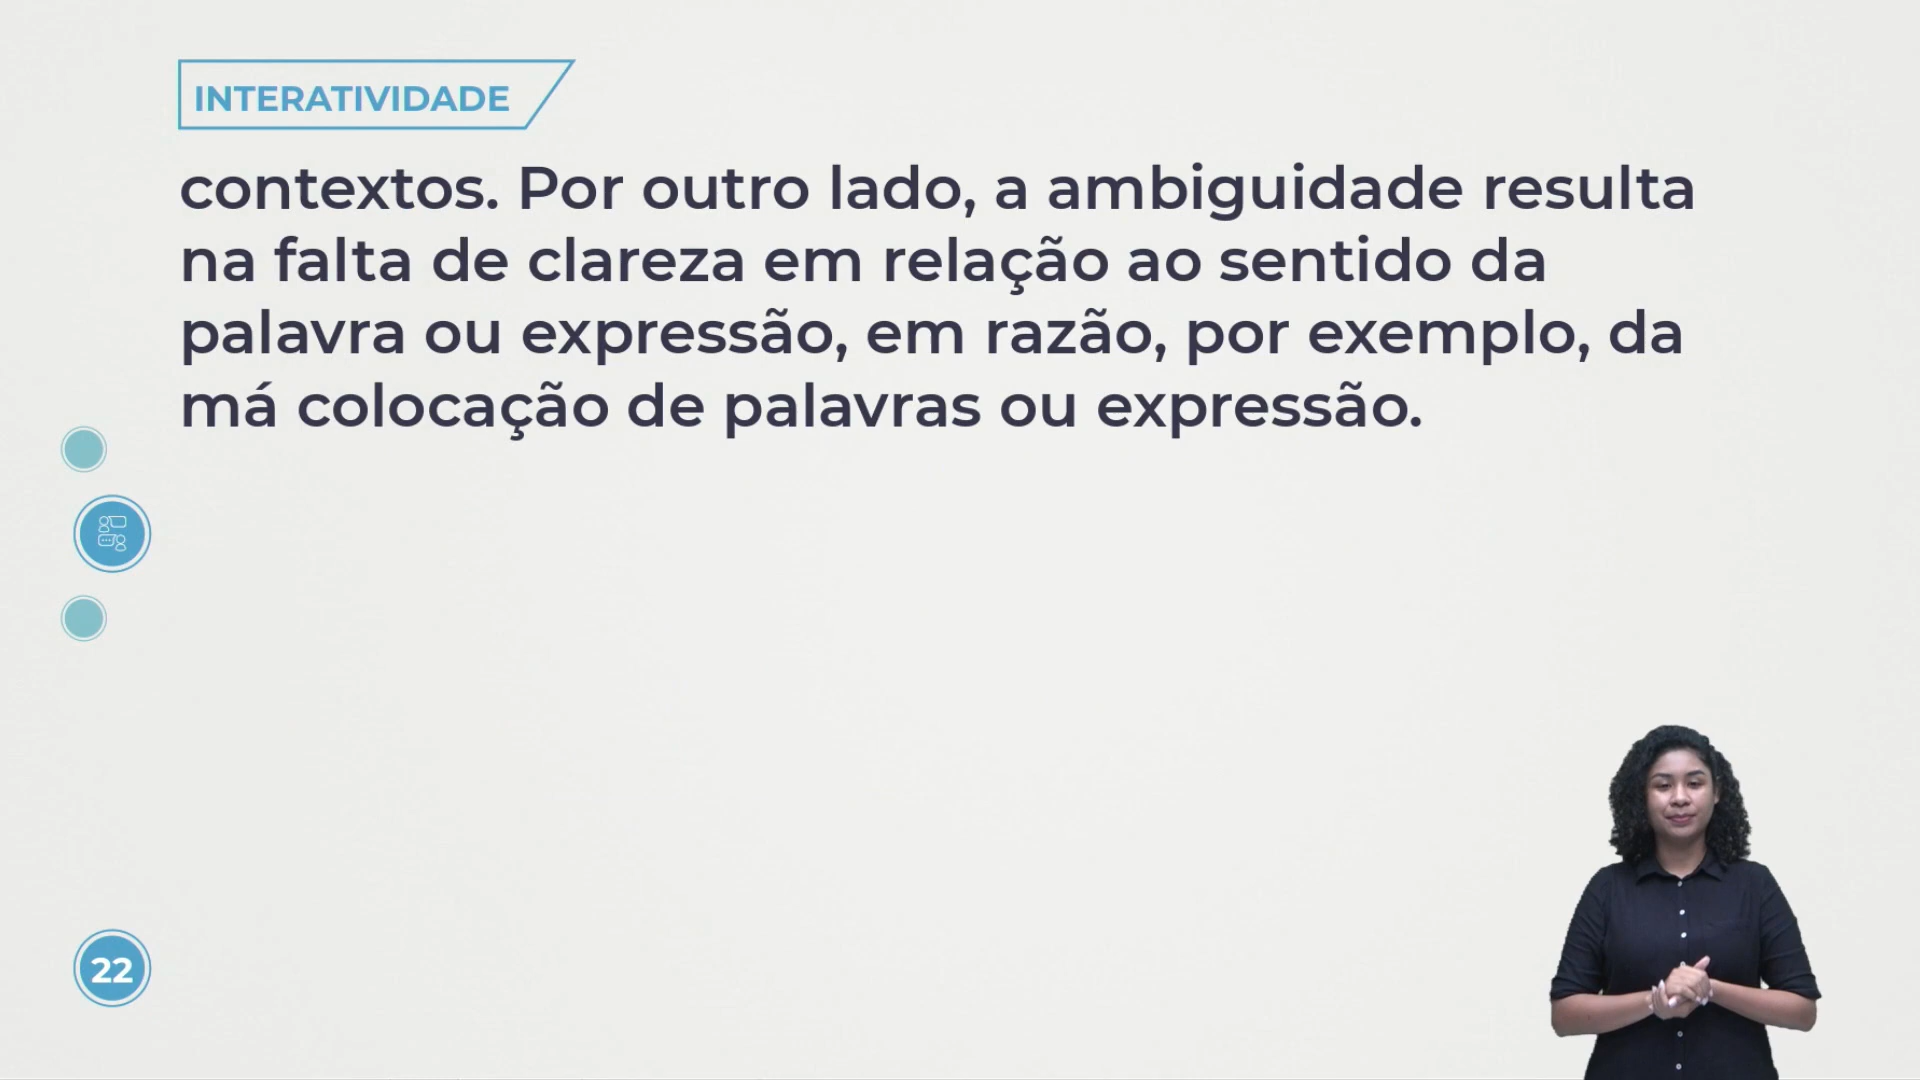 INTERATIVIDADE
contextos. Por outro lado, a ambiguidade resulta
na falta de clareza em relação ao sentido da
palavra ou expressão, em razão, por exemplo, da
má colocação de palavras ou expressão.
22